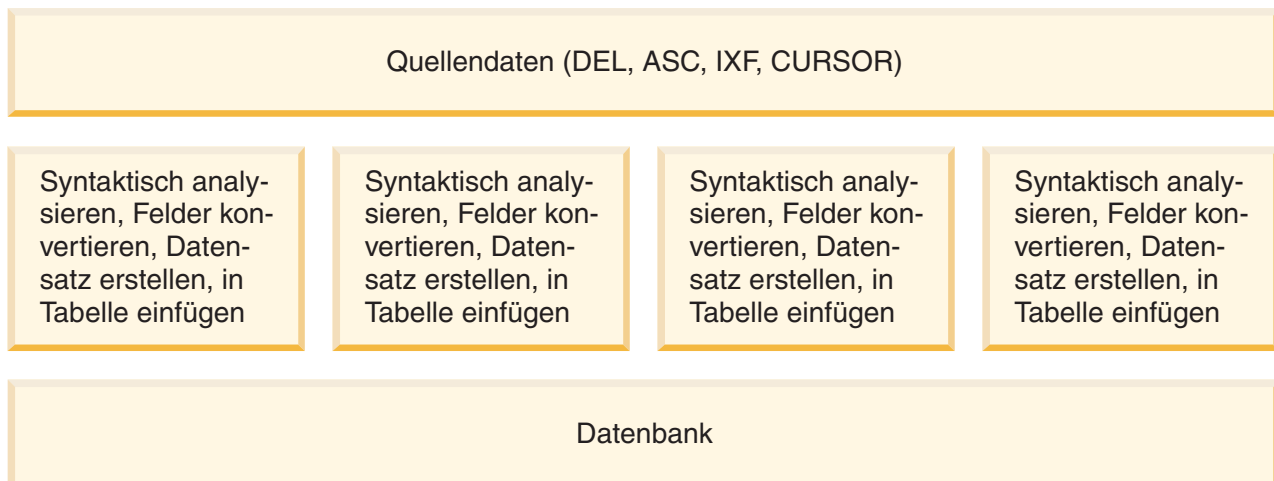 Quellendaten (DEL, ASC, IXF, CURSOR)
Syntaktisch analy-
sieren, Felder kon-
vertieren, Daten-
satz erstellen, in
Tabelle einfügen
Syntaktisch analy-
sieren, Felder kon-
vertieren, Daten-
satz erstellen, in
Tabelle einfügen
Syntaktisch analy-
sieren, Felder kon-
vertieren, Daten-
satz erstellen, in
Tabelle einfügen
Syntaktisch analy-
sieren, Felder kon-
vertieren, Daten-
satz erstellen, in
Tabelle einfügen
Datenbank